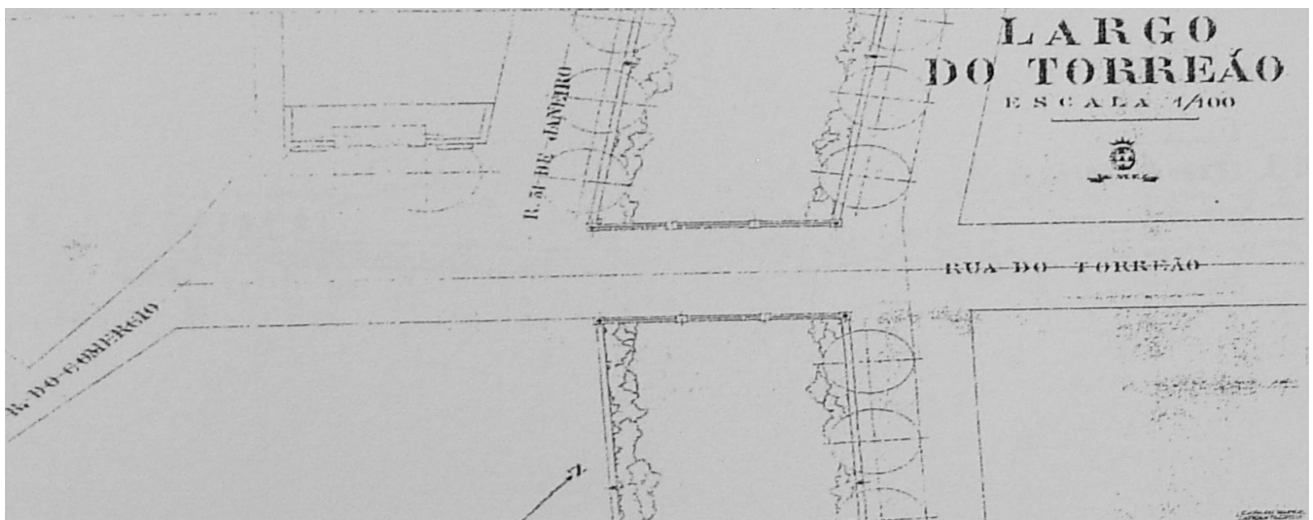 LARGO
DO TORREÁO
ESCALA 1/100
R. 31 DE JANEIRO
RUA DO TORREÃO
R. DO COMERCIO